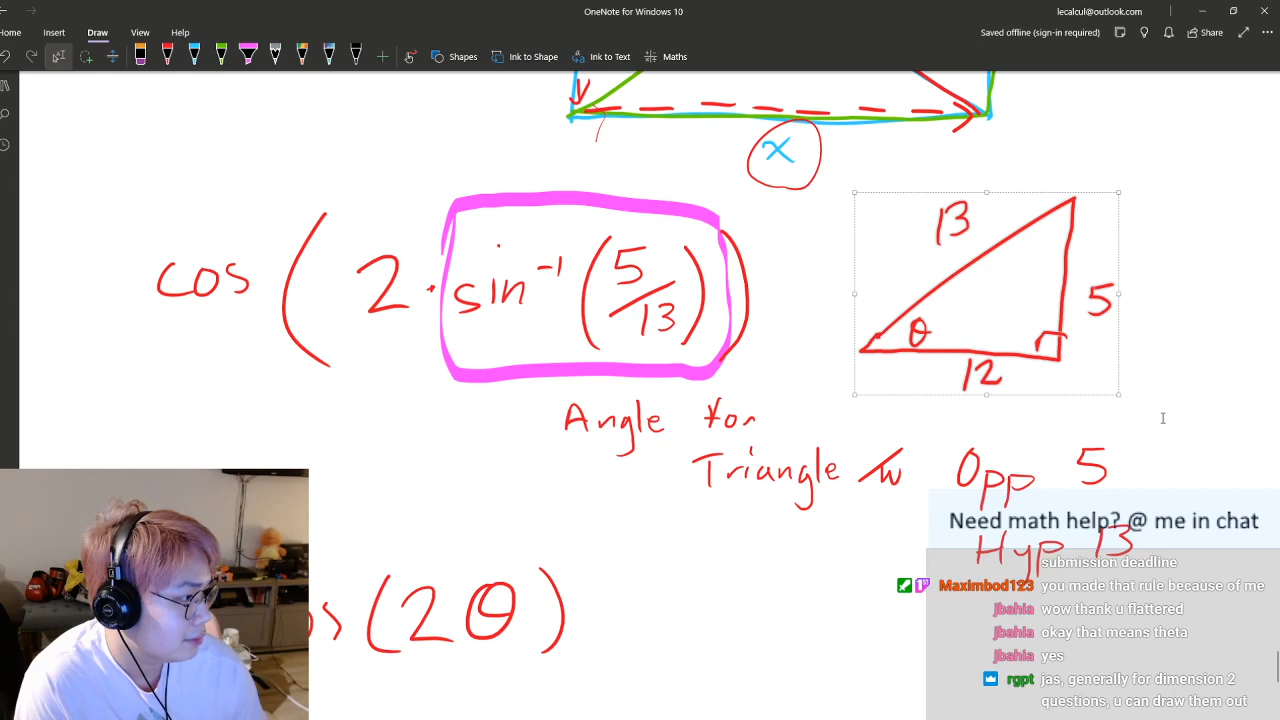 OneNote for Windows 10
lecalcul@outlook.com
Home Insert Draw View Help
Saved offline (sign-in required)
Share
Shapes
Ink to Shape
Ink to Text
Maths
x
cos ( 2 · sin⁻¹ ( 5/13 ) )
13
5
θ
12
Angle for
Triangle w Opp 5
Need math help? @ me in chat
Hyp 13
submission deadline
Maximbod123 you made that rule because of me
jbahia wow thank u flattered
jbahia okay that means theta
jbahia yes
rgpt jas, generally for dimension 2
questions, u can draw them out
os (2θ)